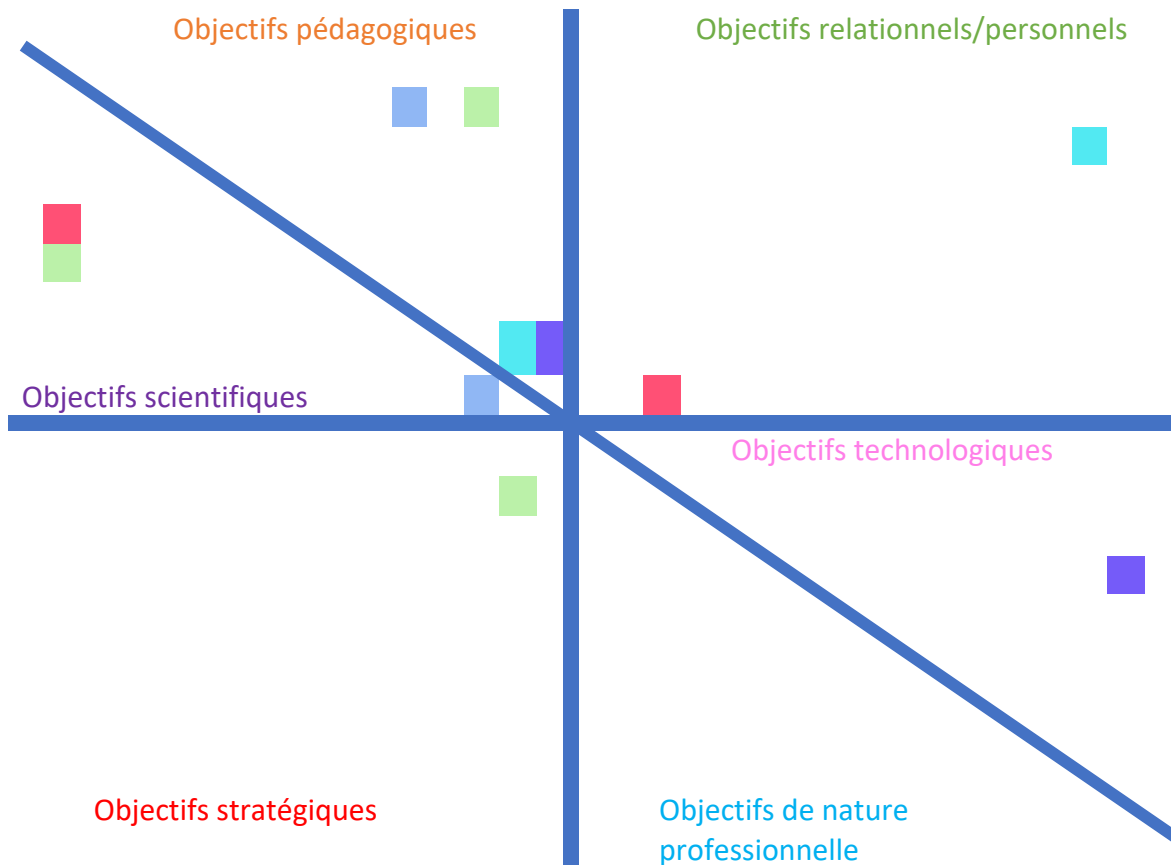 Objectifs pédagogiques
Objectifs relationnels/personnels
Objectifs scientifiques
Objectifs technologiques
Objectifs stratégiques
Objectifs de nature
professionnelle